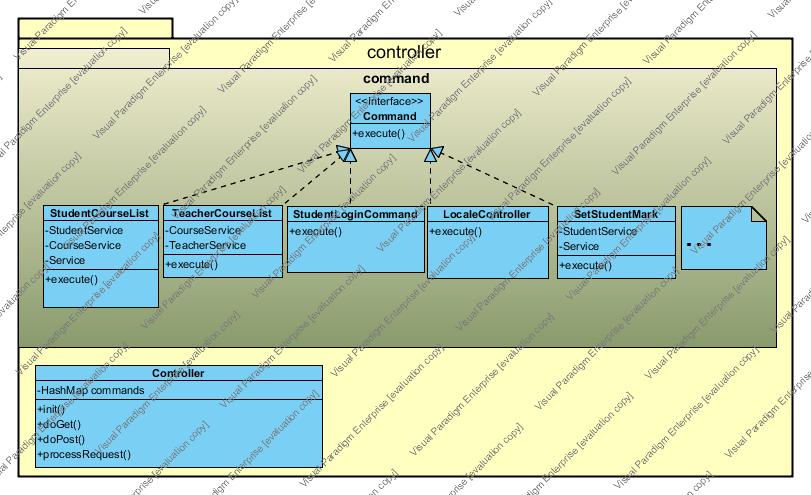 controller
command
<<Interface>>
Command
+execute()
StudentCourseList
-StudentService
-CourseService
-Service
+execute()
TeacherCourseList
-CourseService
-TeacherService
+execute()
StudentLoginCommand
+execute()
LocaleController
+execute()
SetStudentMark
-StudentService
-Service
+execute()
...
Controller
-HashMap commands
+init()
+doGet()
+doPost()
+processRequest()
Visual Paradigm Enterprise [evaluation copy]